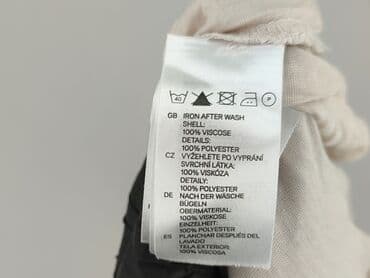 40
P
GB IRON AFTER WASH
SHELL:
100% VISCOSE
DETAILS:
100% POLYESTER
CZ VYŽEHLETE PO VYPRÁNÍ
SVRCHNÍ LÁTKA:
100% VISKÓZA
DETAILY:
100% POLYESTER
DE NACH DER WÄSCHE
BÜGELN
OBERMATERIAL:
100% VISKOSE
EINZELHEIT:
100% POLYESTER
ES PLANCHAR DESPUÉS DEL
LAVADO
TELA EXTERIOR:
100% VISCOSA